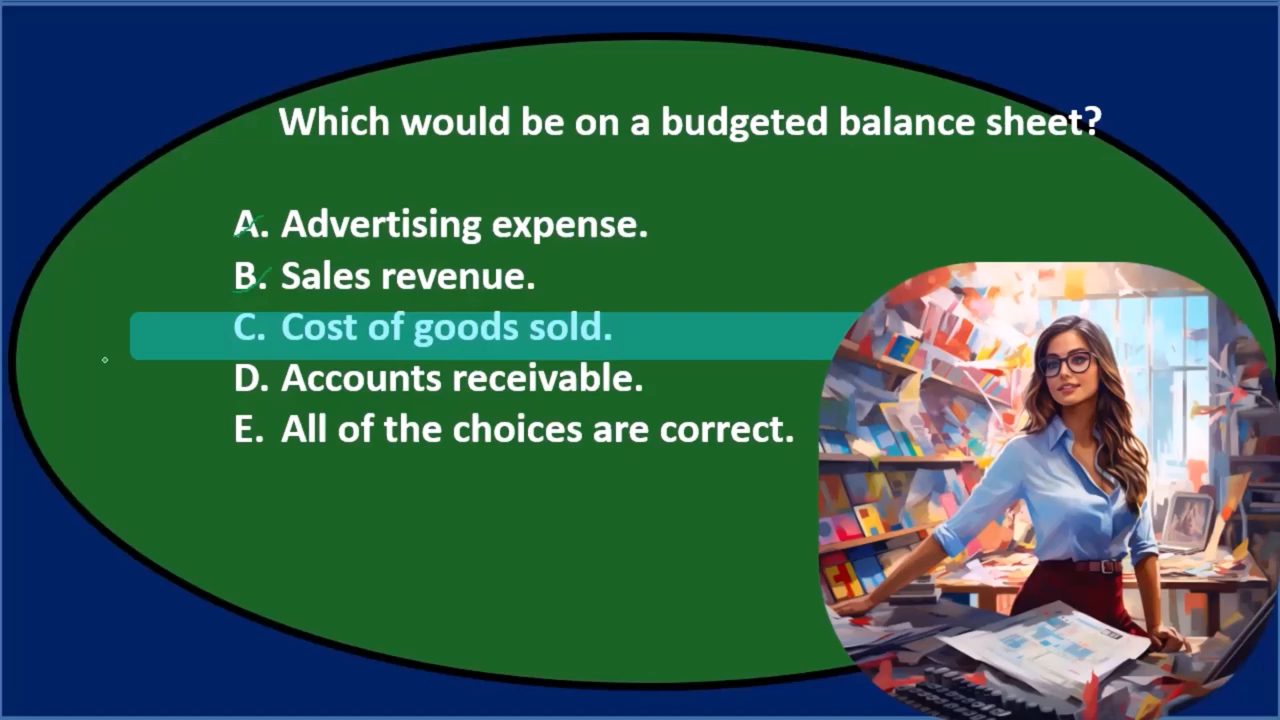 Which would be on a budgeted balance sheet?
A. Advertising expense.
B. Sales revenue.
C. Cost of goods sold.
D. Accounts receivable.
E. All of the choices are correct.